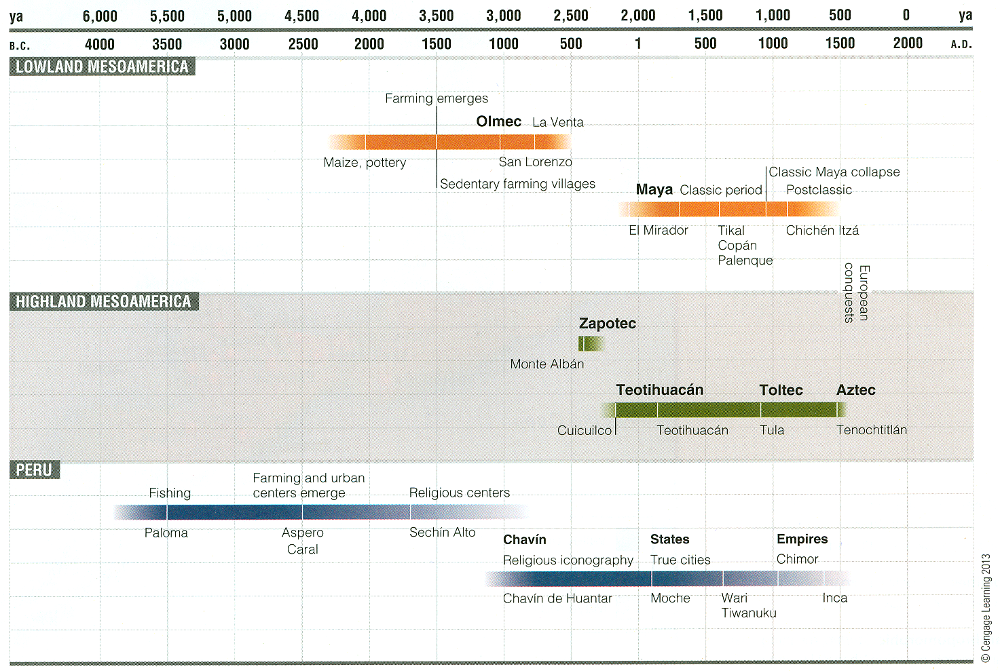 ya 6,000 5,500 5,000 4,500 4,000 3,500 3,000 2,500 2,000 1,500 1,000 500 0 ya
B.C. 4000 3500 3000 2500 2000 1500 1000 500 1 500 1000 1500 2000 A.D.
LOWLAND MESOAMERICA
Farming emerges
Olmec La Venta
Maize, pottery San Lorenzo
Sedentary farming villages
Classic Maya collapse
Maya Classic period Postclassic
El Mirador Tikal Chichén Itzá
Copán
Palenque
European
conquests
HIGHLAND MESOAMERICA
Zapotec
Monte Albán
Teotihuacán Toltec Aztec
Cuicuilco Teotihuacán Tula Tenochtitlán
PERU
Farming and urban
Fishing centers emerge Religious centers
Paloma Aspero Sechín Alto
Caral
Chavín States Empires
Religious iconography True cities Chimor
Chavín de Huantar Moche Wari Inca
Tiwanuku
© Cengage Learning 2013